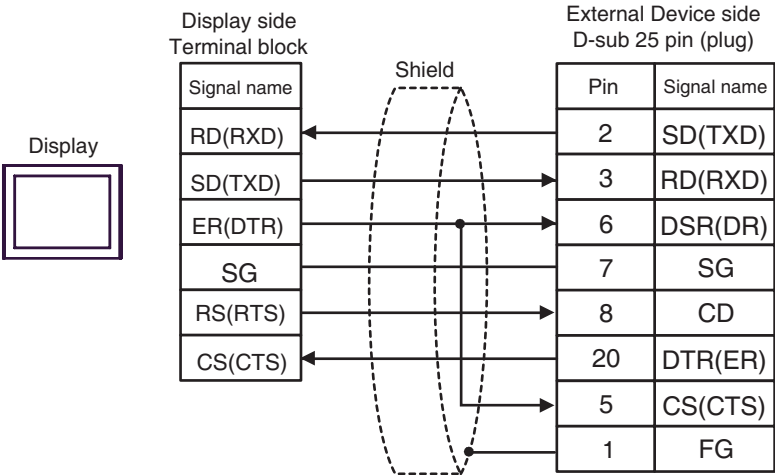 Display side
Terminal block
External Device side
D-sub 25 pin (plug)
Shield
Display
Signal name
RD(RXD)
SD(TXD)
ER(DTR)
SG
RS(RTS)
CS(CTS)
Pin Signal name
2 SD(TXD)
3 RD(RXD)
6 DSR(DR)
7 SG
8 CD
20 DTR(ER)
5 CS(CTS)
1 FG